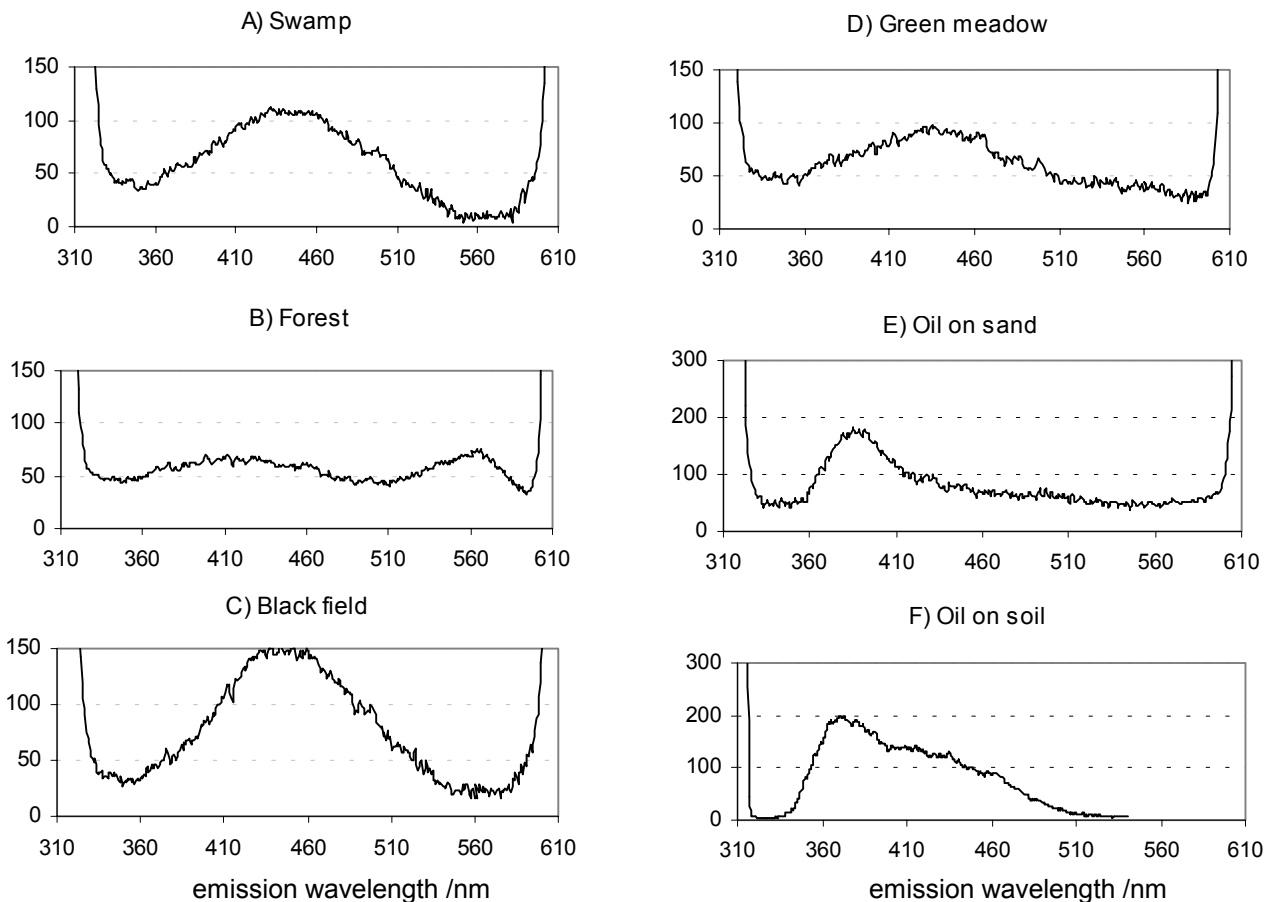 A) Swamp
150
100
50
0
310 360 410 460 510 560 610
B) Forest
150
100
50
0
310 360 410 460 510 560 610
C) Black field
150
100
50
0
310 360 410 460 510 560 610
emission wavelength /nm
D) Green meadow
150
100
50
0
310 360 410 460 510 560 610
E) Oil on sand
300
200
100
0
310 360 410 460 510 560 610
F) Oil on soil
300
200
100
0
310 360 410 460 510 560 610
emission wavelength /nm